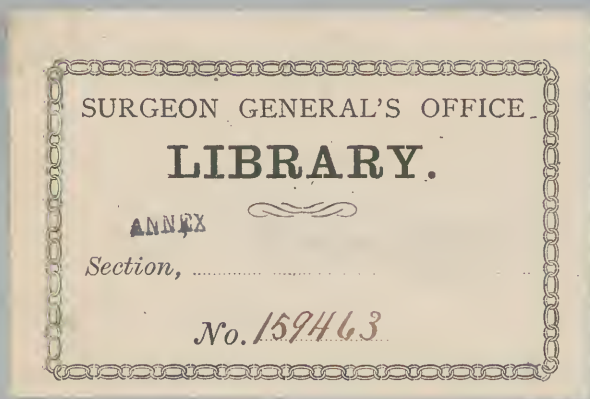 SURGEON GENERAL'S OFFICE
LIBRARY.
ANNEX
Section,
No. 159463